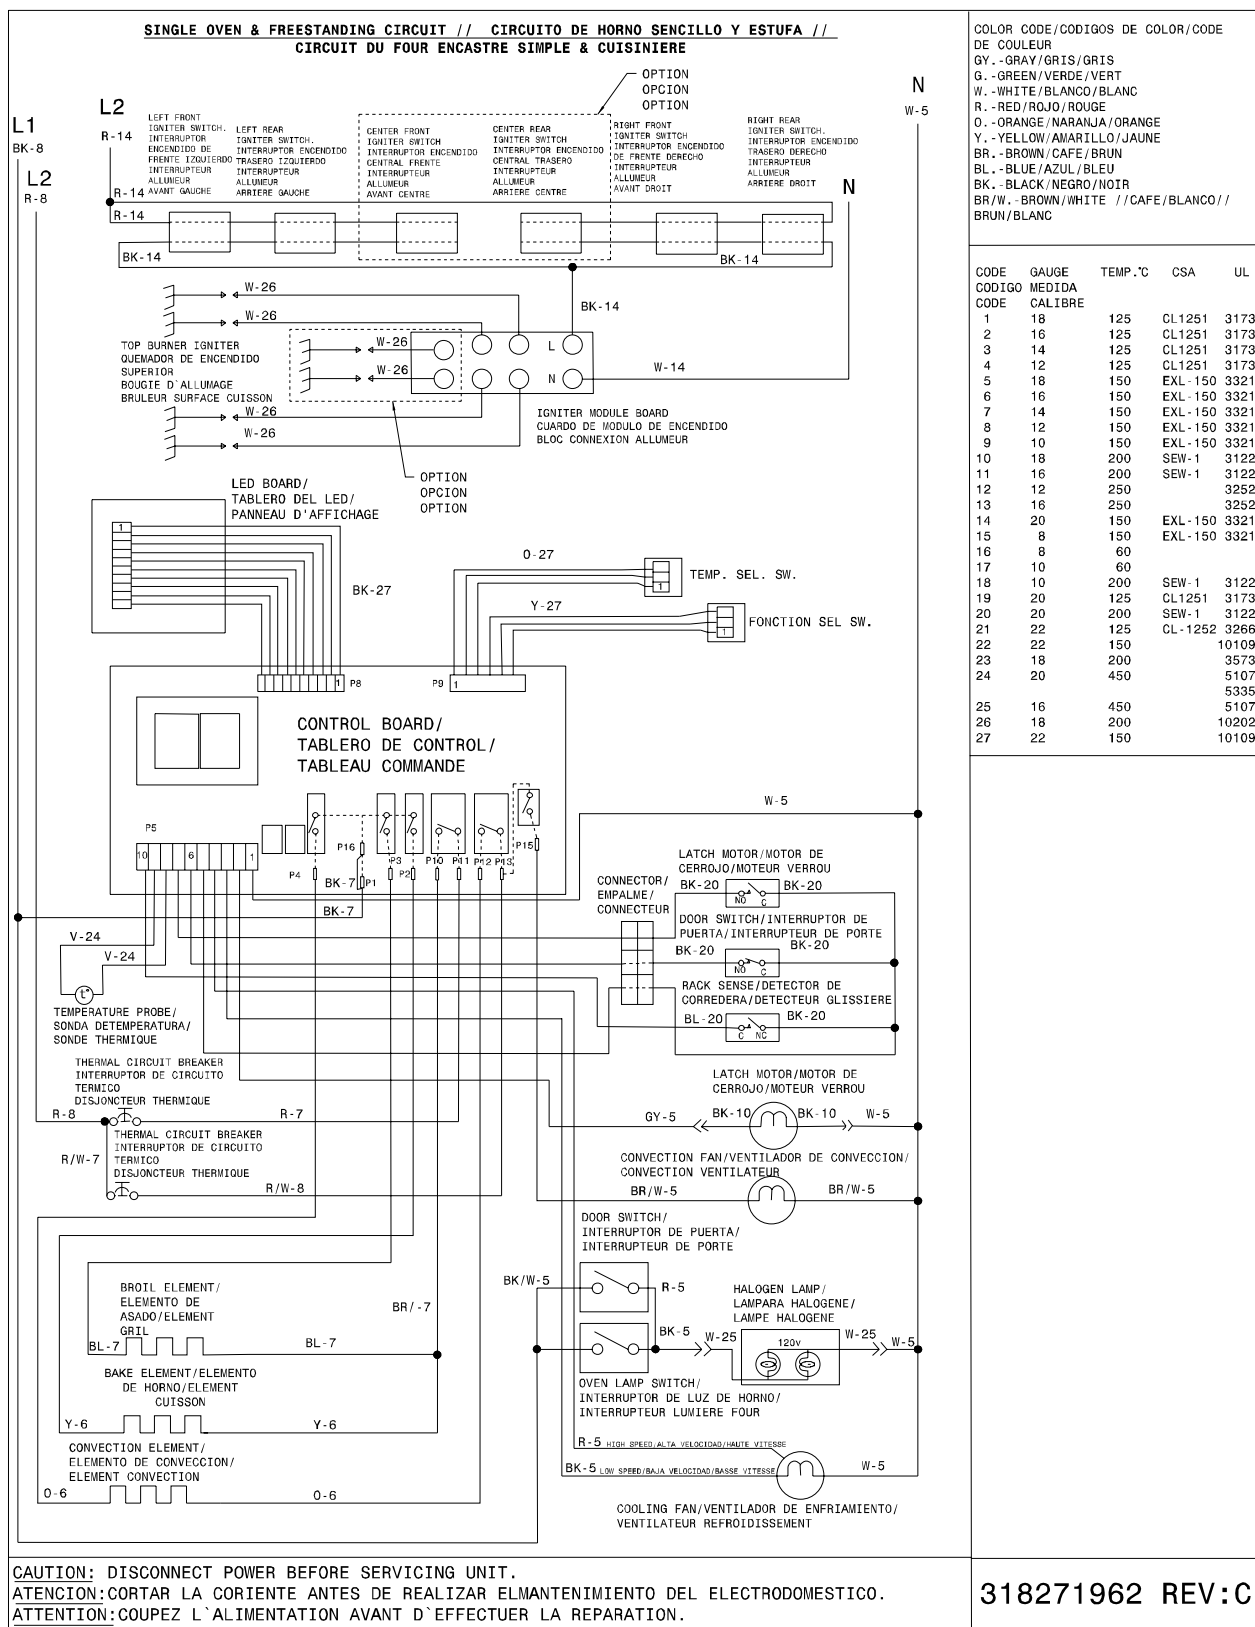 SINGLE OVEN & FREESTANDING CIRCUIT // CIRCUITO DE HORNO SENCILLO Y ESTUFA //
CIRCUIT DU FOUR ENCASTRE SIMPLE & CUISINIERE
OPTION
OPCION
OPTION
N
W-5
L1
BK-8
L2
R-14
L2
R-8
LEFT FRONT
IGNITER SWITCH.
INTERRUPTOR
ENCENDIDO DE
FRENTE IZQUIERDO
INTERRUPTEUR
ALLUMEUR
AVANT GAUCHE
LEFT REAR
IGNITER SWITCH.
INTERRUPTOR ENCENDIDO
TRASERO IZQUIERDO
INTERRUPTEUR
ALLUMEUR
ARRIERE GAUCHE
CENTER FRONT
IGNITER SWITCH
INTERRUPTOR ENCENDIDO
CENTRAL FRENTE
INTERRUPTEUR
ALLUMEUR
AVANT CENTRE
CENTER REAR
IGNITER SWITCH
INTERRUPTOR ENCENDIDO
CENTRAL TRASERO
INTERRUPTEUR
ALLUMEUR
ARRIERE CENTRE
RIGHT FRONT
IGNITER SWITCH
INTERRUPTOR ENCENDIDO
DE FRENTE DERECHO
INTERRUPTEUR
ALLUMEUR
AVANT DROIT
RIGHT REAR
IGNITER SWITCH.
INTERRUPTOR ENCENDIDO
TRASERO DERECHO
INTERRUPTEUR
ALLUMEUR
ARRIERE DROIT
N
R-14
R-14
BK-14
BK-14
BK-14
W-26
W-26
W-26
W-26
W-26
W-26
L
N
W-14
TOP BURNER IGNITER
QUEMADOR DE ENCENDIDO
SUPERIOR
BOUGIE D`ALLUMAGE
BRULEUR SURFACE CUISSON
IGNITER MODULE BOARD
CUARDO DE MODULO DE ENCENDIDO
BLOC CONNEXION ALLUMEUR
OPTION
OPCION
OPTION
LED BOARD/
TABLERO DEL LED/
PANNEAU D'AFFICHAGE
1
BK-27
O-27
1
TEMP. SEL. SW.
Y-27
1
FONCTION SEL SW.
1 P8
P9 1
CONTROL BOARD/
TABLERO DE CONTROL/
TABLEAU COMMANDE
P5
10 6 1
P4
P16
BK-7 P1
P3
P2
P10 P11 P12 P13
P15
BK-7
W-5
V-24
V-24
t°
TEMPERATURE PROBE/
SONDA DETEMPERATURA/
SONDE THERMIQUE
CONNECTOR/
EMPALME/
CONNECTEUR
LATCH MOTOR/MOTOR DE
CERROJO/MOTEUR VERROU
BK-20 BK-20
NO C
DOOR SWITCH/INTERRUPTOR DE
PUERTA/INTERRUPTEUR DE PORTE
BK-20 BK-20
NO C
RACK SENSE/DETECTOR DE
CORREDERA/DETECTEUR GLISSIERE
BL-20 BK-20
C NC
THERMAL CIRCUIT BREAKER
INTERRUPTOR DE CIRCUITO
TERMICO
DISJONCTEUR THERMIQUE
R-8 R-7
THERMAL CIRCUIT BREAKER
INTERRUPTOR DE CIRCUITO
TERMICO
DISJONCTEUR THERMIQUE
R/W-7
R/W-8
LATCH MOTOR/MOTOR DE
CERROJO/MOTEUR VERROU
GY-5 BK-10 BK-10 W-5
CONVECTION FAN/VENTILADOR DE CONVECCION/
CONVECTION VENTILATEUR
BR/W-5 BR/W-5
DOOR SWITCH/
INTERRUPTOR DE PUERTA/
INTERRUPTEUR DE PORTE
BK/W-5 R-5
HALOGEN LAMP/
LAMPARA HALOGENE/
LAMPE HALOGENE
BK-5 W-25 120v W-25 W-5
OVEN LAMP SWITCH/
INTERRUPTOR DE LUZ DE HORNO/
INTERRUPTEUR LUMIERE FOUR
BROIL ELEMENT/
ELEMENTO DE
ASADO/ELEMENT
GRIL
BL-7 BL-7
BR/-7
BAKE ELEMENT/ELEMENTO
DE HORNO/ELEMENT
CUISSON
Y-6 Y-6
CONVECTION ELEMENT/
ELEMENTO DE CONVECCION/
ELEMENT CONVECTION
O-6 O-6
R-5 HIGH SPEED/ALTA VELOCIDAD/HAUTE VITESSE
BK-5 LOW SPEED/BAJA VELOCIDAD/BASSE VITESSE
W-5
COOLING FAN/VENTILADOR DE ENFRIAMIENTO/
VENTILATEUR REFROIDISSEMENT
COLOR CODE/CODIGOS DE COLOR/CODE
DE COULEUR
GY.-GRAY/GRIS/GRIS
G.-GREEN/VERDE/VERT
W.-WHITE/BLANCO/BLANC
R.-RED/ROJO/ROUGE
O.-ORANGE/NARANJA/ORANGE
Y.-YELLOW/AMARILLO/JAUNE
BR.-BROWN/CAFE/BRUN
BL.-BLUE/AZUL/BLEU
BK.-BLACK/NEGRO/NOIR
BR/W.-BROWN/WHITE //CAFE/BLANCO//
BRUN/BLANC
CODE GAUGE TEMP.°C CSA UL
CODIGO MEDIDA
CODE CALIBRE
1 18 125 CL1251 3173
2 16 125 CL1251 3173
3 14 125 CL1251 3173
4 12 125 CL1251 3173
5 18 150 EXL-150 3321
6 16 150 EXL-150 3321
7 14 150 EXL-150 3321
8 12 150 EXL-150 3321
9 10 150 EXL-150 3321
10 18 200 SEW-1 3122
11 16 200 SEW-1 3122
12 12 250 3252
13 16 250 3252
14 20 150 EXL-150 3321
15 8 150 EXL-150 3321
16 8 60
17 10 60
18 10 200 SEW-1 3122
19 20 125 CL1251 3173
20 20 200 SEW-1 3122
21 22 125 CL-1252 3266
22 22 150 10109
23 18 200 3573
24 20 450 5107
5335
25 16 450 5107
26 18 200 10202
27 22 150 10109
CAUTION: DISCONNECT POWER BEFORE SERVICING UNIT.
ATENCION:CORTAR LA CORIENTE ANTES DE REALIZAR ELMANTENIMIENTO DEL ELECTRODOMESTICO.
ATTENTION:COUPEZ L`ALIMENTATION AVANT D`EFFECTUER LA REPARATION.
318271962 REV:C